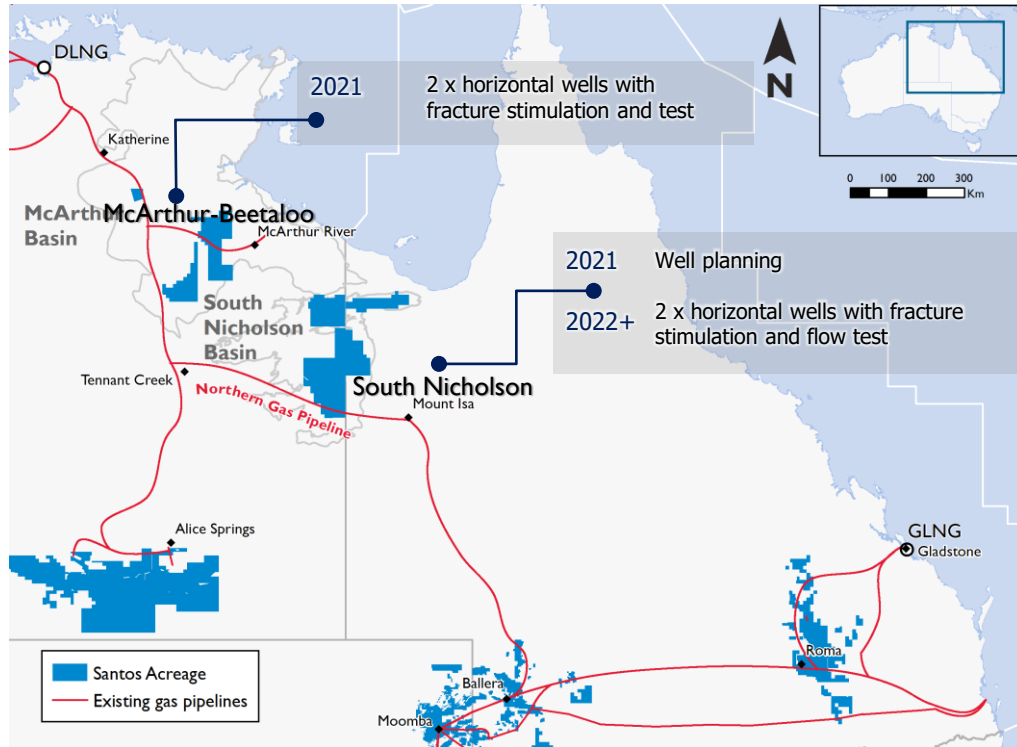 DLNG
2021
2 x horizontal wells with
fracture stimulation and test
N
0 100 200 300
Km
Katherine
McArthur
Basin
McArthur-Beetaloo
McArthur River
2021
Well planning
2022+
2 x horizontal wells with fracture
stimulation and flow test
South
Nicholson
Basin
Tennant Creek
South Nicholson
Mount Isa
Northern Gas Pipeline
Alice Springs
GLNG
Gladstone
Roma
Ballera
Moomba
Santos Acreage
Existing gas pipelines